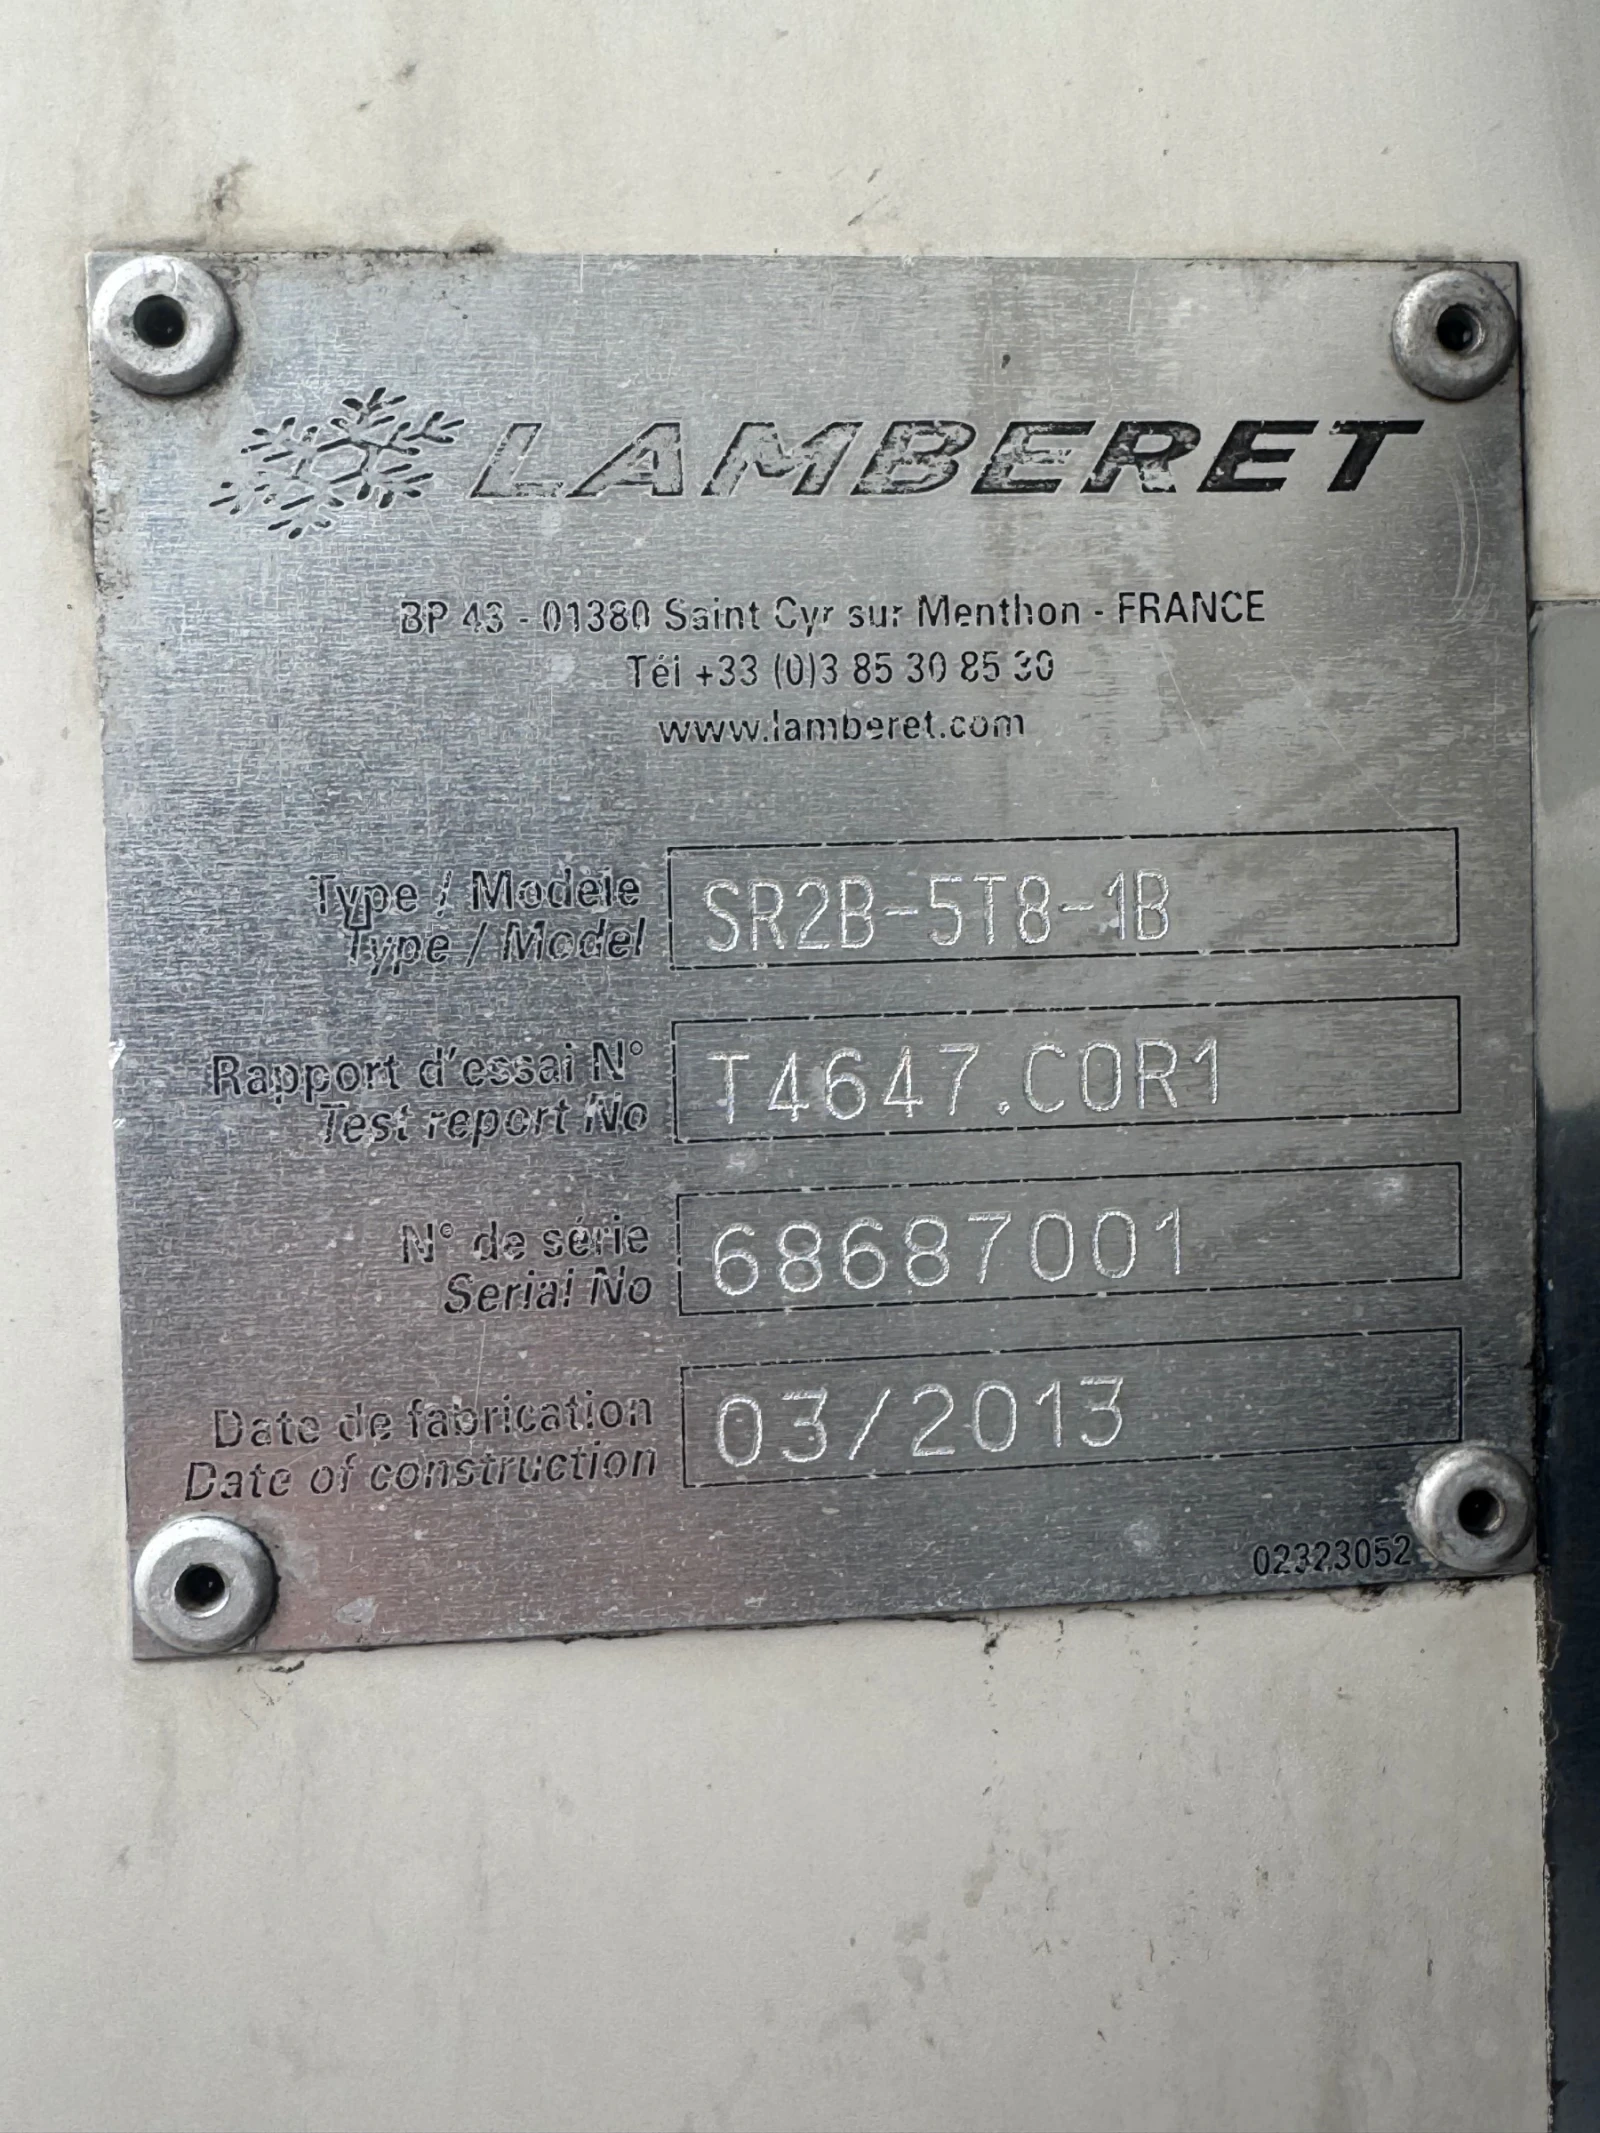 LAMBERET
BP 43 - 01380 Saint Cyr sur Menthon - FRANCE
Tél +33 (0)3 85 30 85 30
www.lamberet.com
Type / Modèle
Type / Model
SR2B-5T8-1B
Rapport d'essai N°
Test report No
T4647.COR1
N° de série
Serial No
68687001
Date de fabrication
Date of construction
03/2013
02323052